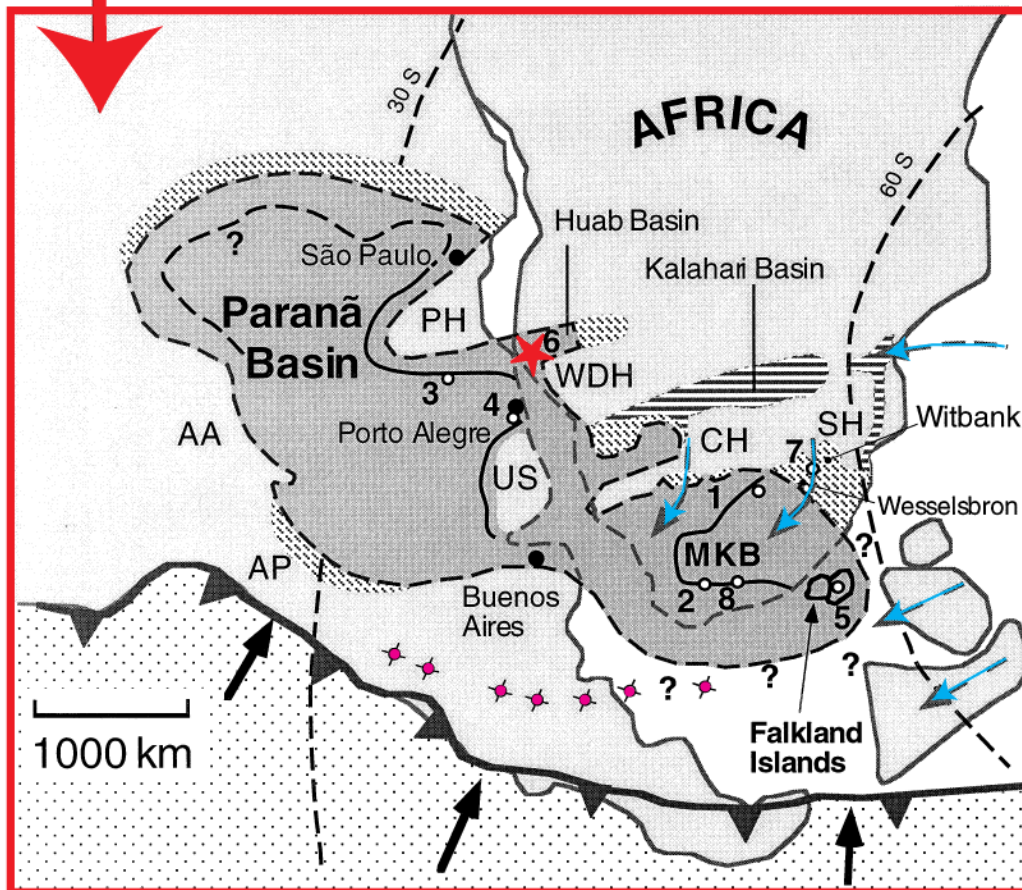 AFRICA
30 S
60 S
Huab Basin
Kalahari Basin
?
São Paulo
Paranã
Basin
PH
6
WDH
3
4
Porto Alegre
AA
US
CH
SH
7
Witbank
Wesselsbron
1
MKB
?
2
8
5
AP
Buenos
Aires
?
?
?
Falkland
Islands
1000 km